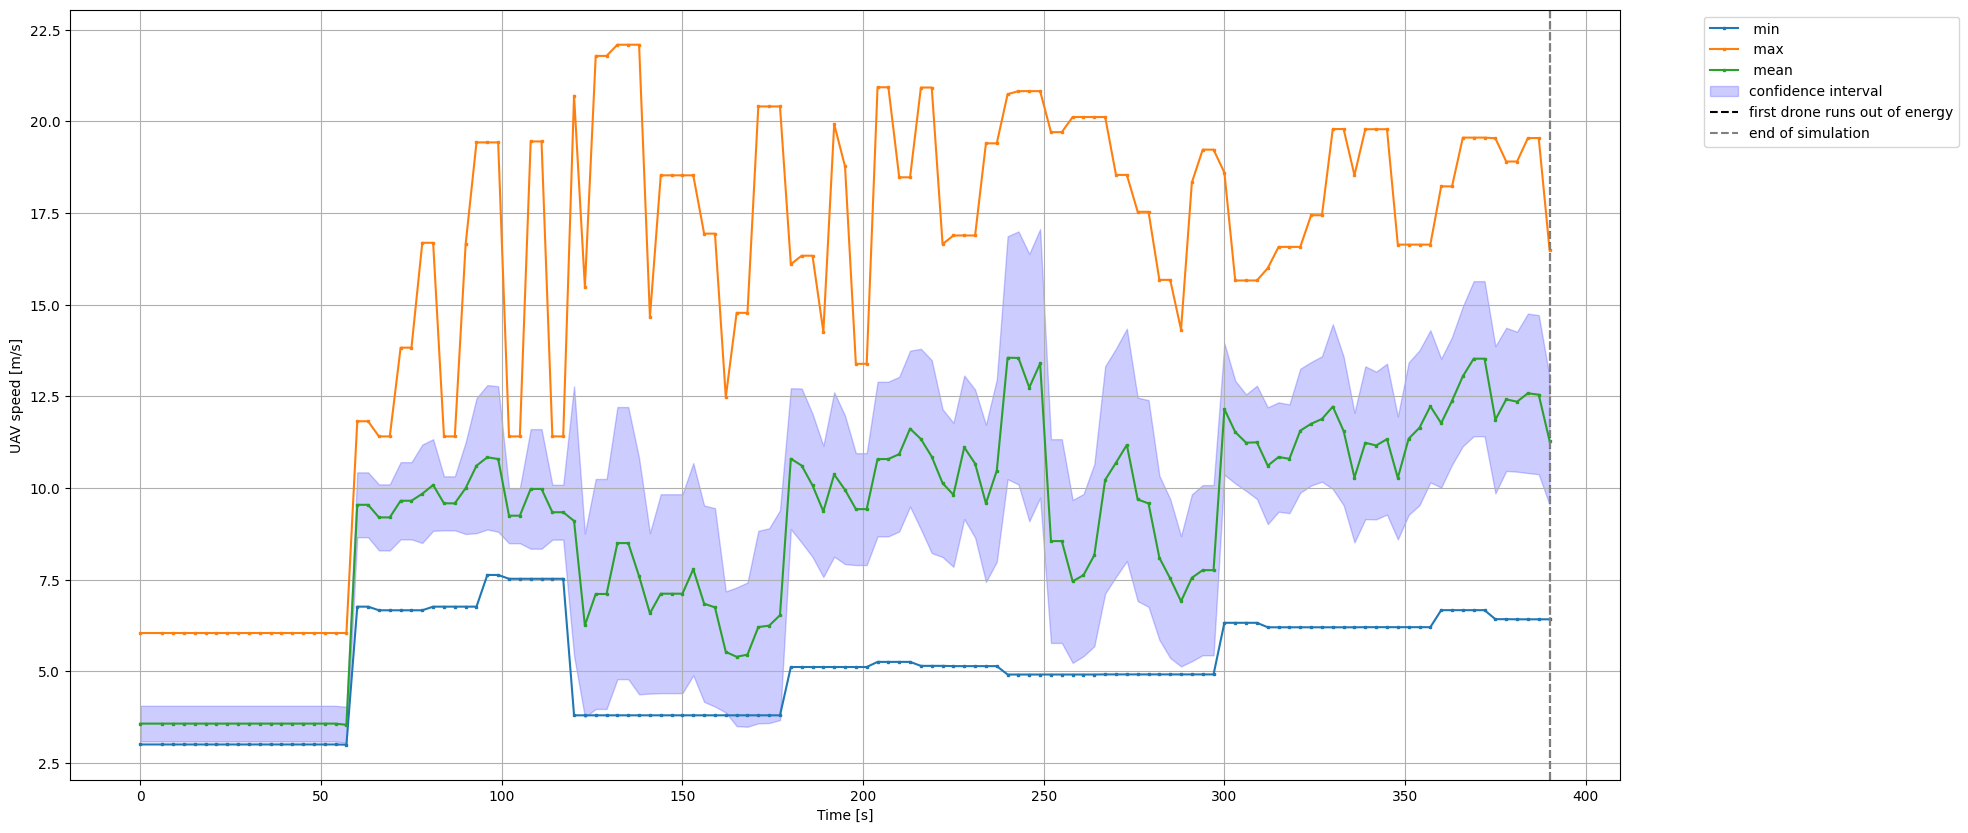 22.5
20.0
17.5
15.0
12.5
10.0
7.5
5.0
2.5
UAV speed [m/s]
0 50 100 150 200 250 300 350 400
Time [s]
min
max
mean
confidence interval
first drone runs out of energy
end of simulation